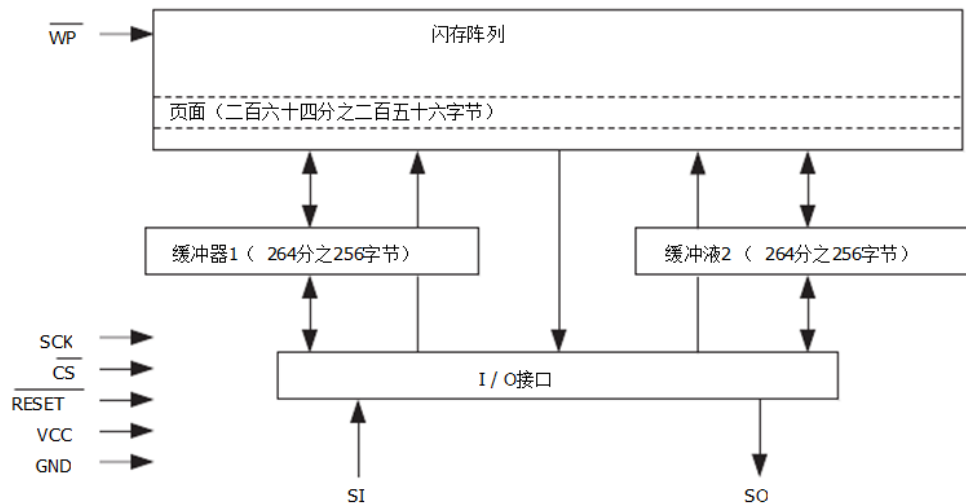 WP
闪存阵列
页面（二百六十四分之二百五十六字节）
缓冲器1（ 264分之256字节）
缓冲液2 （ 264分之256字节）
SCK
CS
RESET
VCC
GND
I / O接口
SI
SO